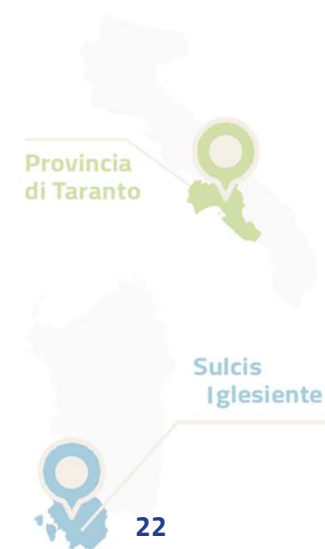 Provincia
di Taranto
Sulcis
Iglesiente
22